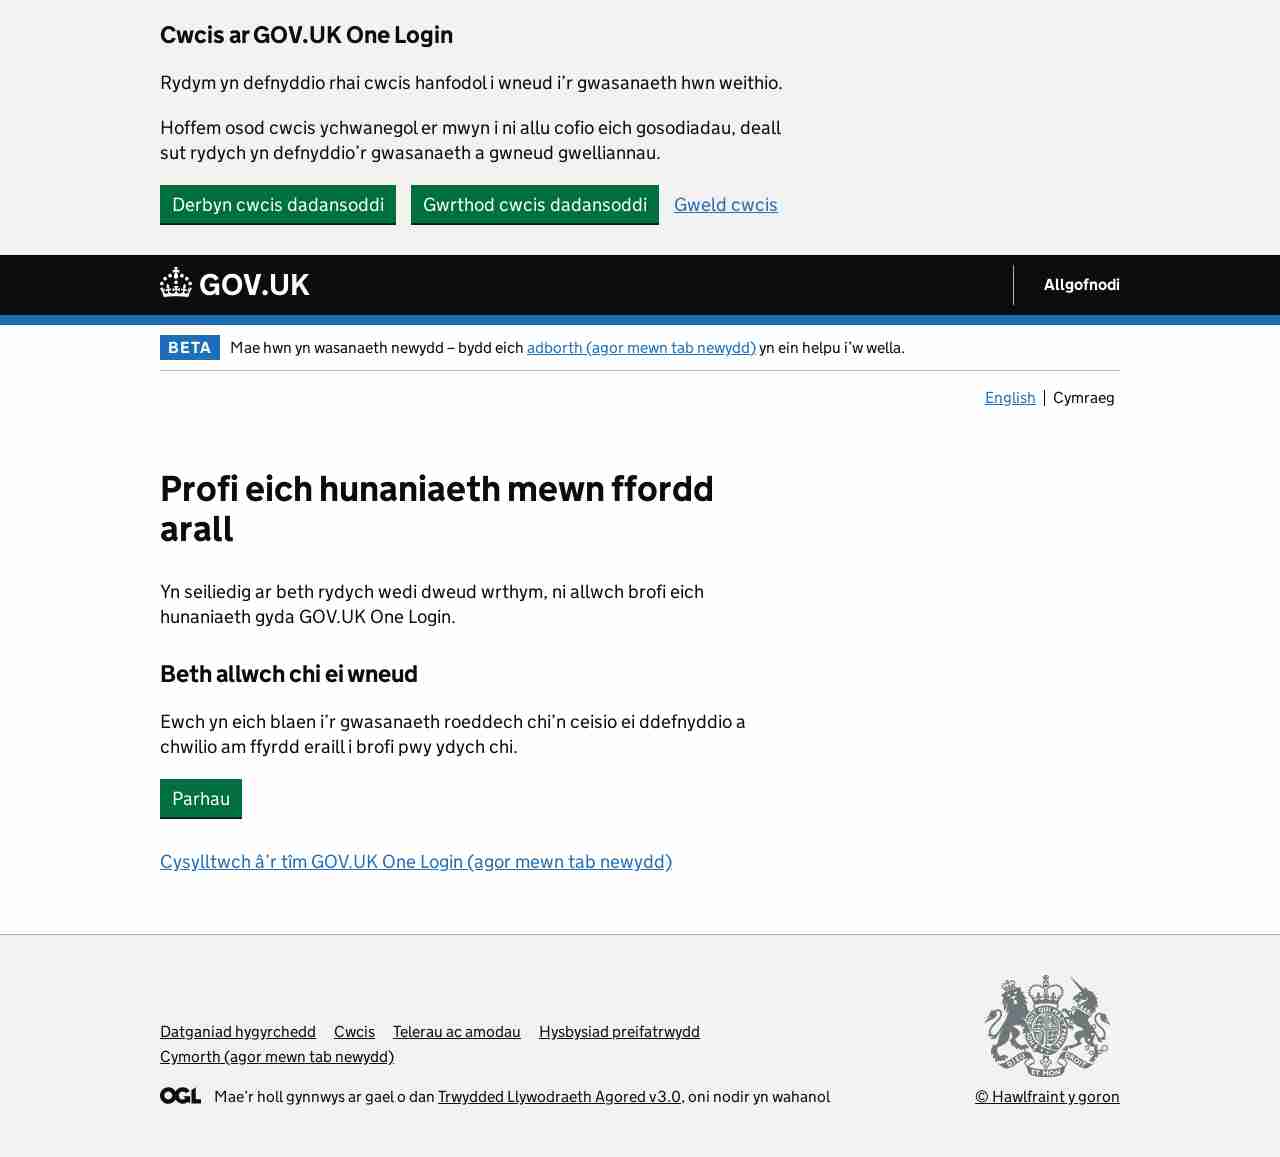 Cwcis ar GOV.UK One Login
Rydym yn defnyddio rhai cwcis hanfodol i wneud i’r gwasanaeth hwn weithio.
Hoffem osod cwcis ychwanegol er mwyn i ni allu cofio eich gosodiadau, deall
sut rydych yn defnyddio’r gwasanaeth a gwneud gwelliannau.
Derbyn cwcis dadansoddi Gwrthod cwcis dadansoddi Gweld cwcis
GOV.UK Allgofnodi
BETA Mae hwn yn wasanaeth newydd – bydd eich adborth (agor mewn tab newydd) yn ein helpu i’w wella.
English Cymraeg
Profi eich hunaniaeth mewn ffordd
arall
Yn seiliedig ar beth rydych wedi dweud wrthym, ni allwch brofi eich
hunaniaeth gyda GOV.UK One Login.
Beth allwch chi ei wneud
Ewch yn eich blaen i’r gwasanaeth roeddech chi’n ceisio ei ddefnyddio a
chwilio am ffyrdd eraill i brofi pwy ydych chi.
Parhau
Cysylltwch â’r tîm GOV.UK One Login (agor mewn tab newydd)
Datganiad hygyrchedd Cwcis Telerau ac amodau Hysbysiad preifatrwydd
Cymorth (agor mewn tab newydd)
OGL Mae’r holl gynnwys ar gael o dan Trwydded Llywodraeth Agored v3.0, oni nodir yn wahanol
© Hawlfraint y goron